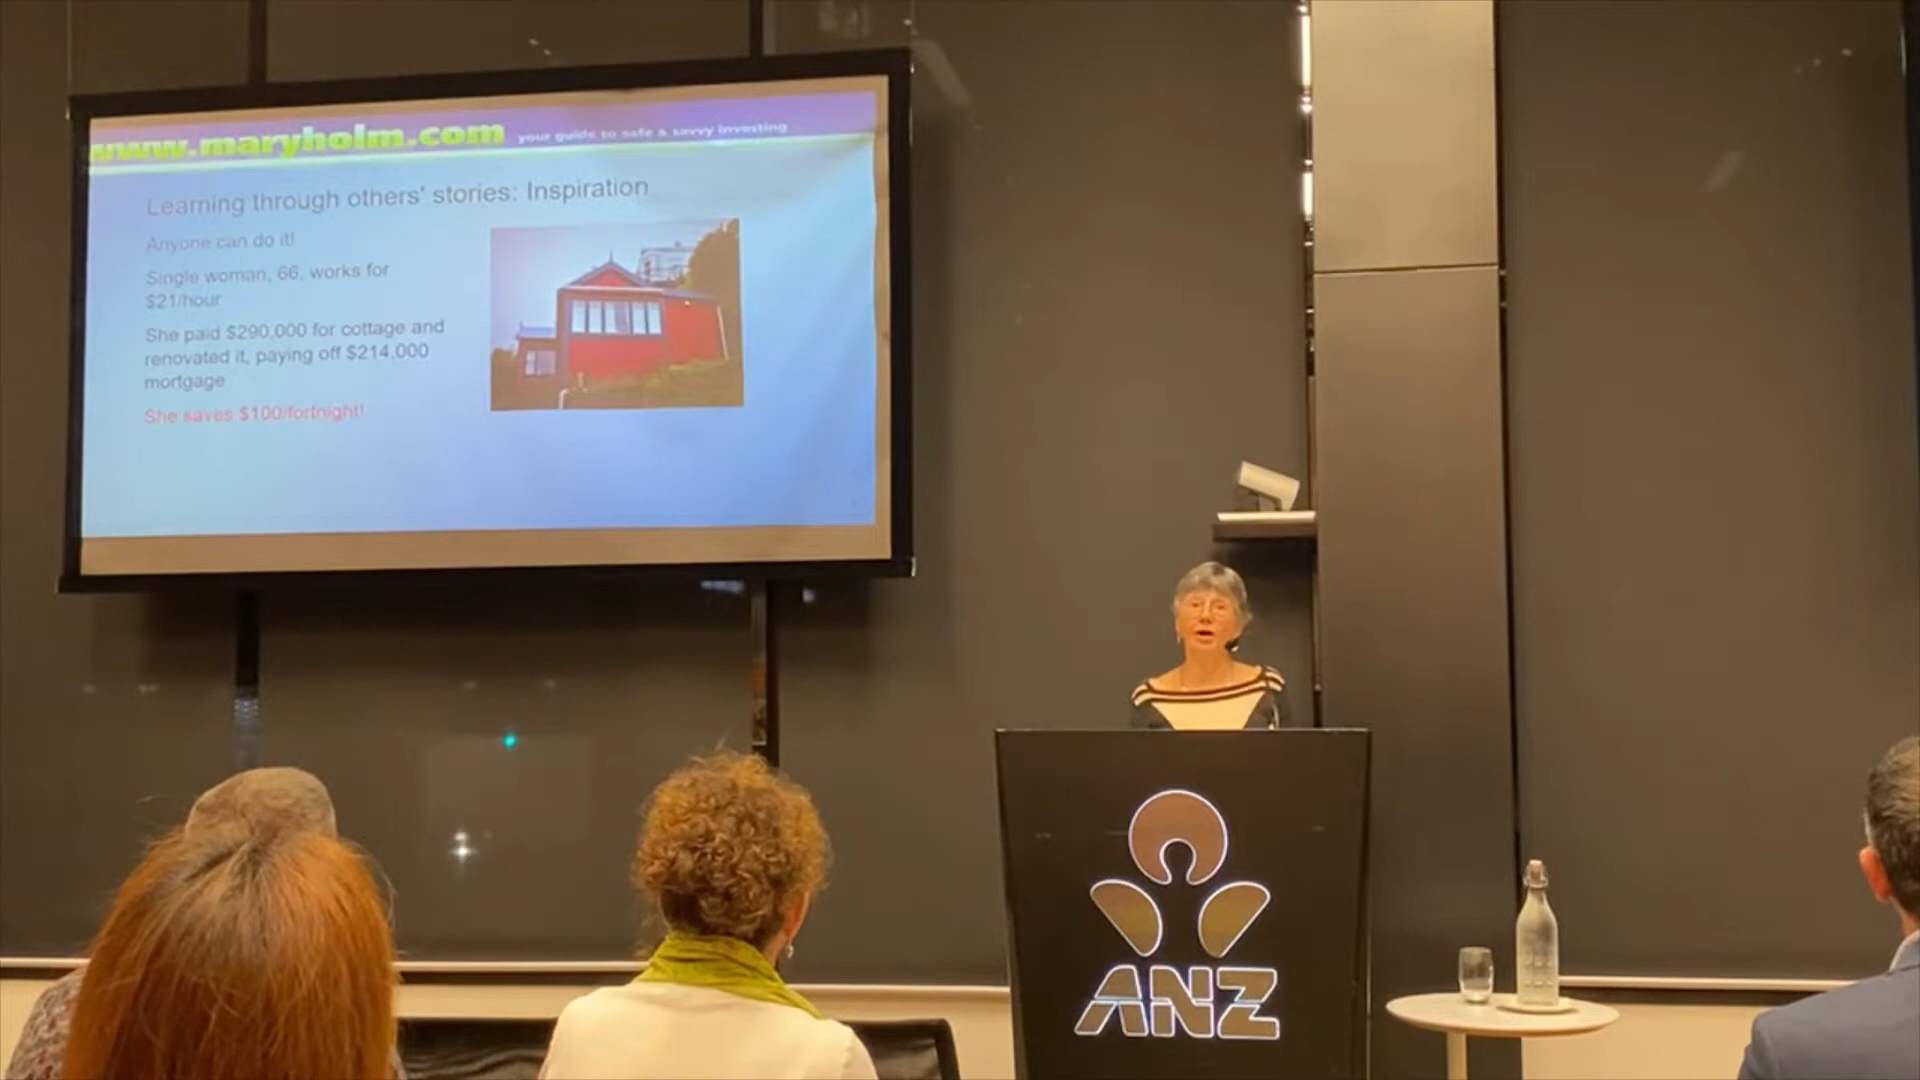 www.maryholm.com your guide to safe & savvy investing
Learning through others' stories: Inspiration
Anyone can do it!
Single woman, 66, works for
$21/hour
She paid $290,000 for cottage and
renovated it, paying off $214,000
mortgage
She saves $100/fortnight!
ANZ